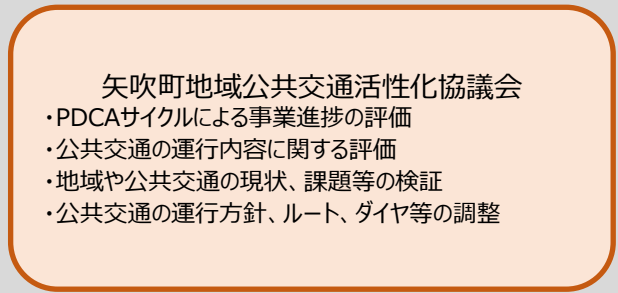 矢吹町地域公共交通活性化協議会
・PDCAサイクルによる事業進捗の評価
・公共交通の運行内容に関する評価
・地域や公共交通の現状、課題等の検証
・公共交通の運行方針、ルート、ダイヤ等の調整